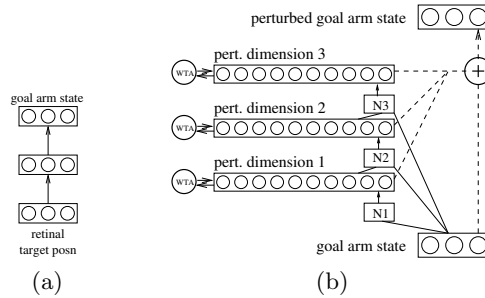 goal arm state
retinal
target posn
(a)
perturbed goal arm state
pert. dimension 3
WTA
N3
pert. dimension 2
WTA
N2
pert. dimension 1
WTA
N1
goal arm state
(b)